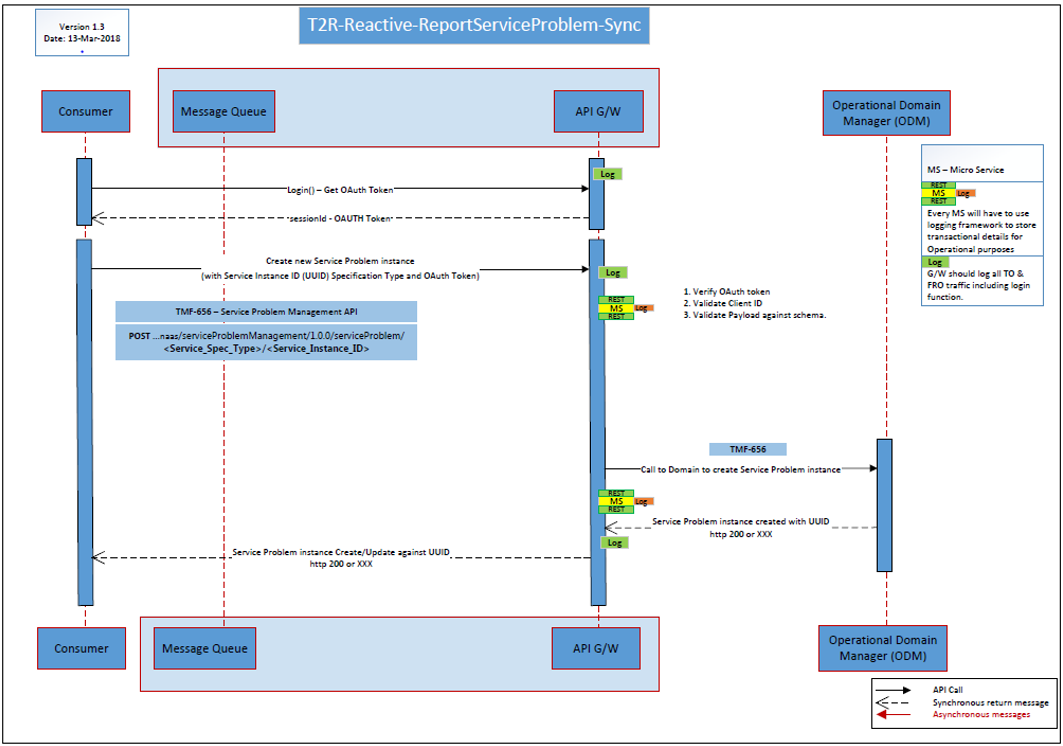 Version 1.3
Date: 13-Mar-2018
T2R-Reactive-ReportServiceProblem-Sync
Consumer
Message Queue
API G/W
Operational Domain
Manager (ODM)
MS – Micro Service
REST
MS Log
REST
Every MS will have to use
logging framework to store
transactional details for
Operational purposes
Log
G/W should log all TO &
FRO traffic including login
function.
Log
Login() – Get OAuth Token
sessionId - OAUTH Token
Create new Service Problem instance
(with Service Instance ID (UUID) Specification Type and OAuth Token)
Log
REST
MS Log
REST
1. Verify OAuth token
2. Validate Client ID
3. Validate Payload against schema.
TMF-656 – Service Problem Management API
POST ...naas/serviceProblemManagement/1.0.0/serviceProblem/
<Service_Spec_Type>/<Service_Instance_ID>
TMF-656
Call to Domain to create Service Problem instance
REST
MS Log
REST
Service Problem instance created with UUID
http 200 or XXX
Log
Service Problem instance Create/Update against UUID
http 200 or XXX
Consumer
Message Queue
API G/W
Operational Domain
Manager (ODM)
API Call
Synchronous return message
Asynchronous messages